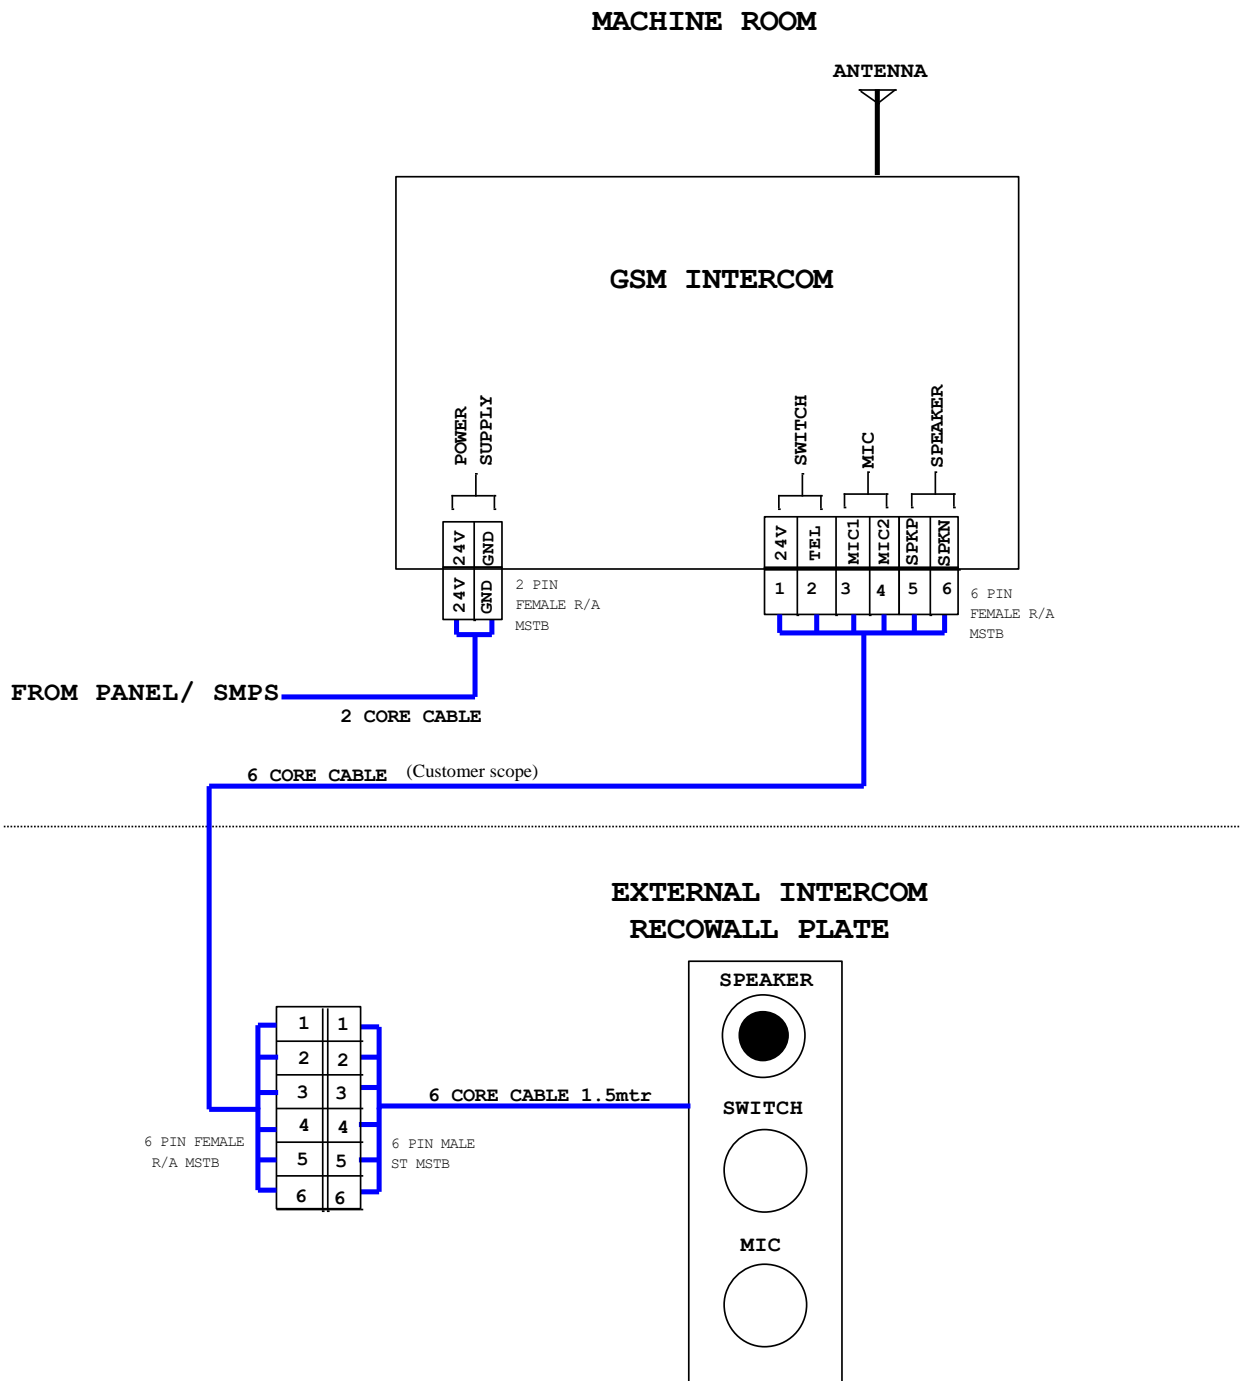 MACHINE ROOM
ANTENNA
GSM INTERCOM
POWER
SUPPLY
SWITCH
MIC
SPEAKER
24V
GND
24V
TEL
MIC1
MIC2
SPKP
SPKN
24V
GND
2 PIN
FEMALE R/A
MSTB
1 2 3 4 5 6
6 PIN
FEMALE R/A
MSTB
FROM PANEL/ SMPS
2 CORE CABLE
6 CORE CABLE (Customer scope)
EXTERNAL INTERCOM
RECOWALL PLATE
SPEAKER
1 1
2 2
3 3
4 4
5 5
6 6
6 PIN FEMALE
R/A MSTB
6 PIN MALE
ST MSTB
6 CORE CABLE 1.5mtr
SWITCH
MIC